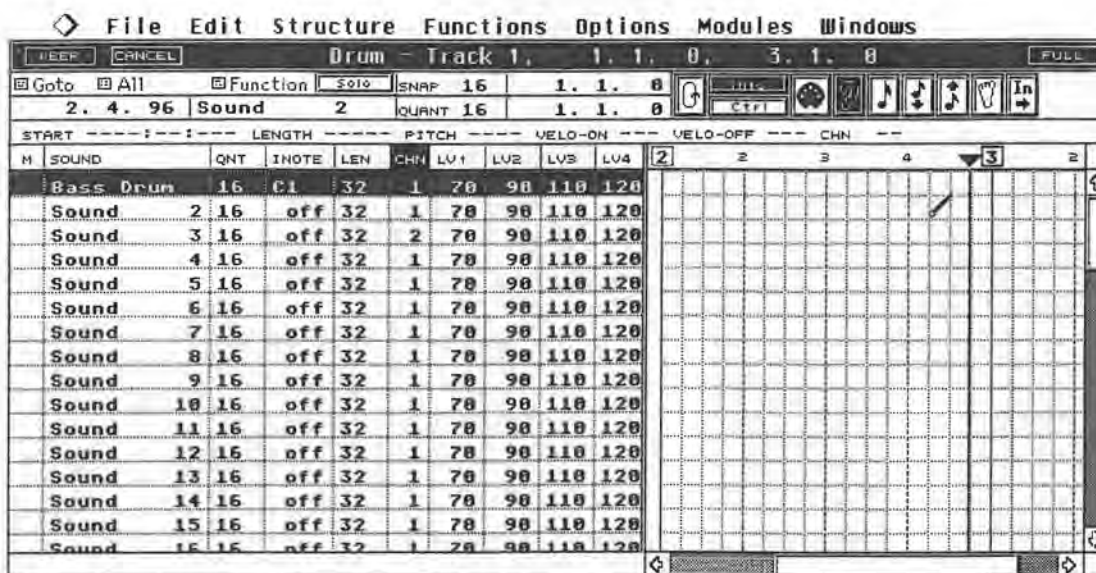 File Edit Structure Functions Options Modules Windows
KEEP CANCEL Drum - Track 1. 1. 1. 0. 3. 1. 0 FULL
Goto All Function Solo SNAP 16 1. 1. 0 In
2. 4. 96 Sound 2 QUANT 16 1. 1. 0 Ctrl
START -----:--:--- LENGTH ----- PITCH ---- VELO-ON --- VELO-OFF --- CHN --
M SOUND QNT INOTE LEN CHN LV1 LV2 LV3 LV4 2 2 3 4 3 2
Bass Drum 16 C1 32 1 70 90 110 120
Sound 2 16 off 32 1 70 90 110 120
Sound 3 16 off 32 2 70 90 110 120
Sound 4 16 off 32 1 70 90 110 120
Sound 5 16 off 32 1 70 90 110 120
Sound 6 16 off 32 1 70 90 110 120
Sound 7 16 off 32 1 70 90 110 120
Sound 8 16 off 32 1 70 90 110 120
Sound 9 16 off 32 1 70 90 110 120
Sound 10 16 off 32 1 70 90 110 120
Sound 11 16 off 32 1 70 90 110 120
Sound 12 16 off 32 1 70 90 110 120
Sound 13 16 off 32 1 70 90 110 120
Sound 14 16 off 32 1 70 90 110 120
Sound 15 16 off 32 1 70 90 110 120
Sound 16 16 off 32 1 70 90 110 120